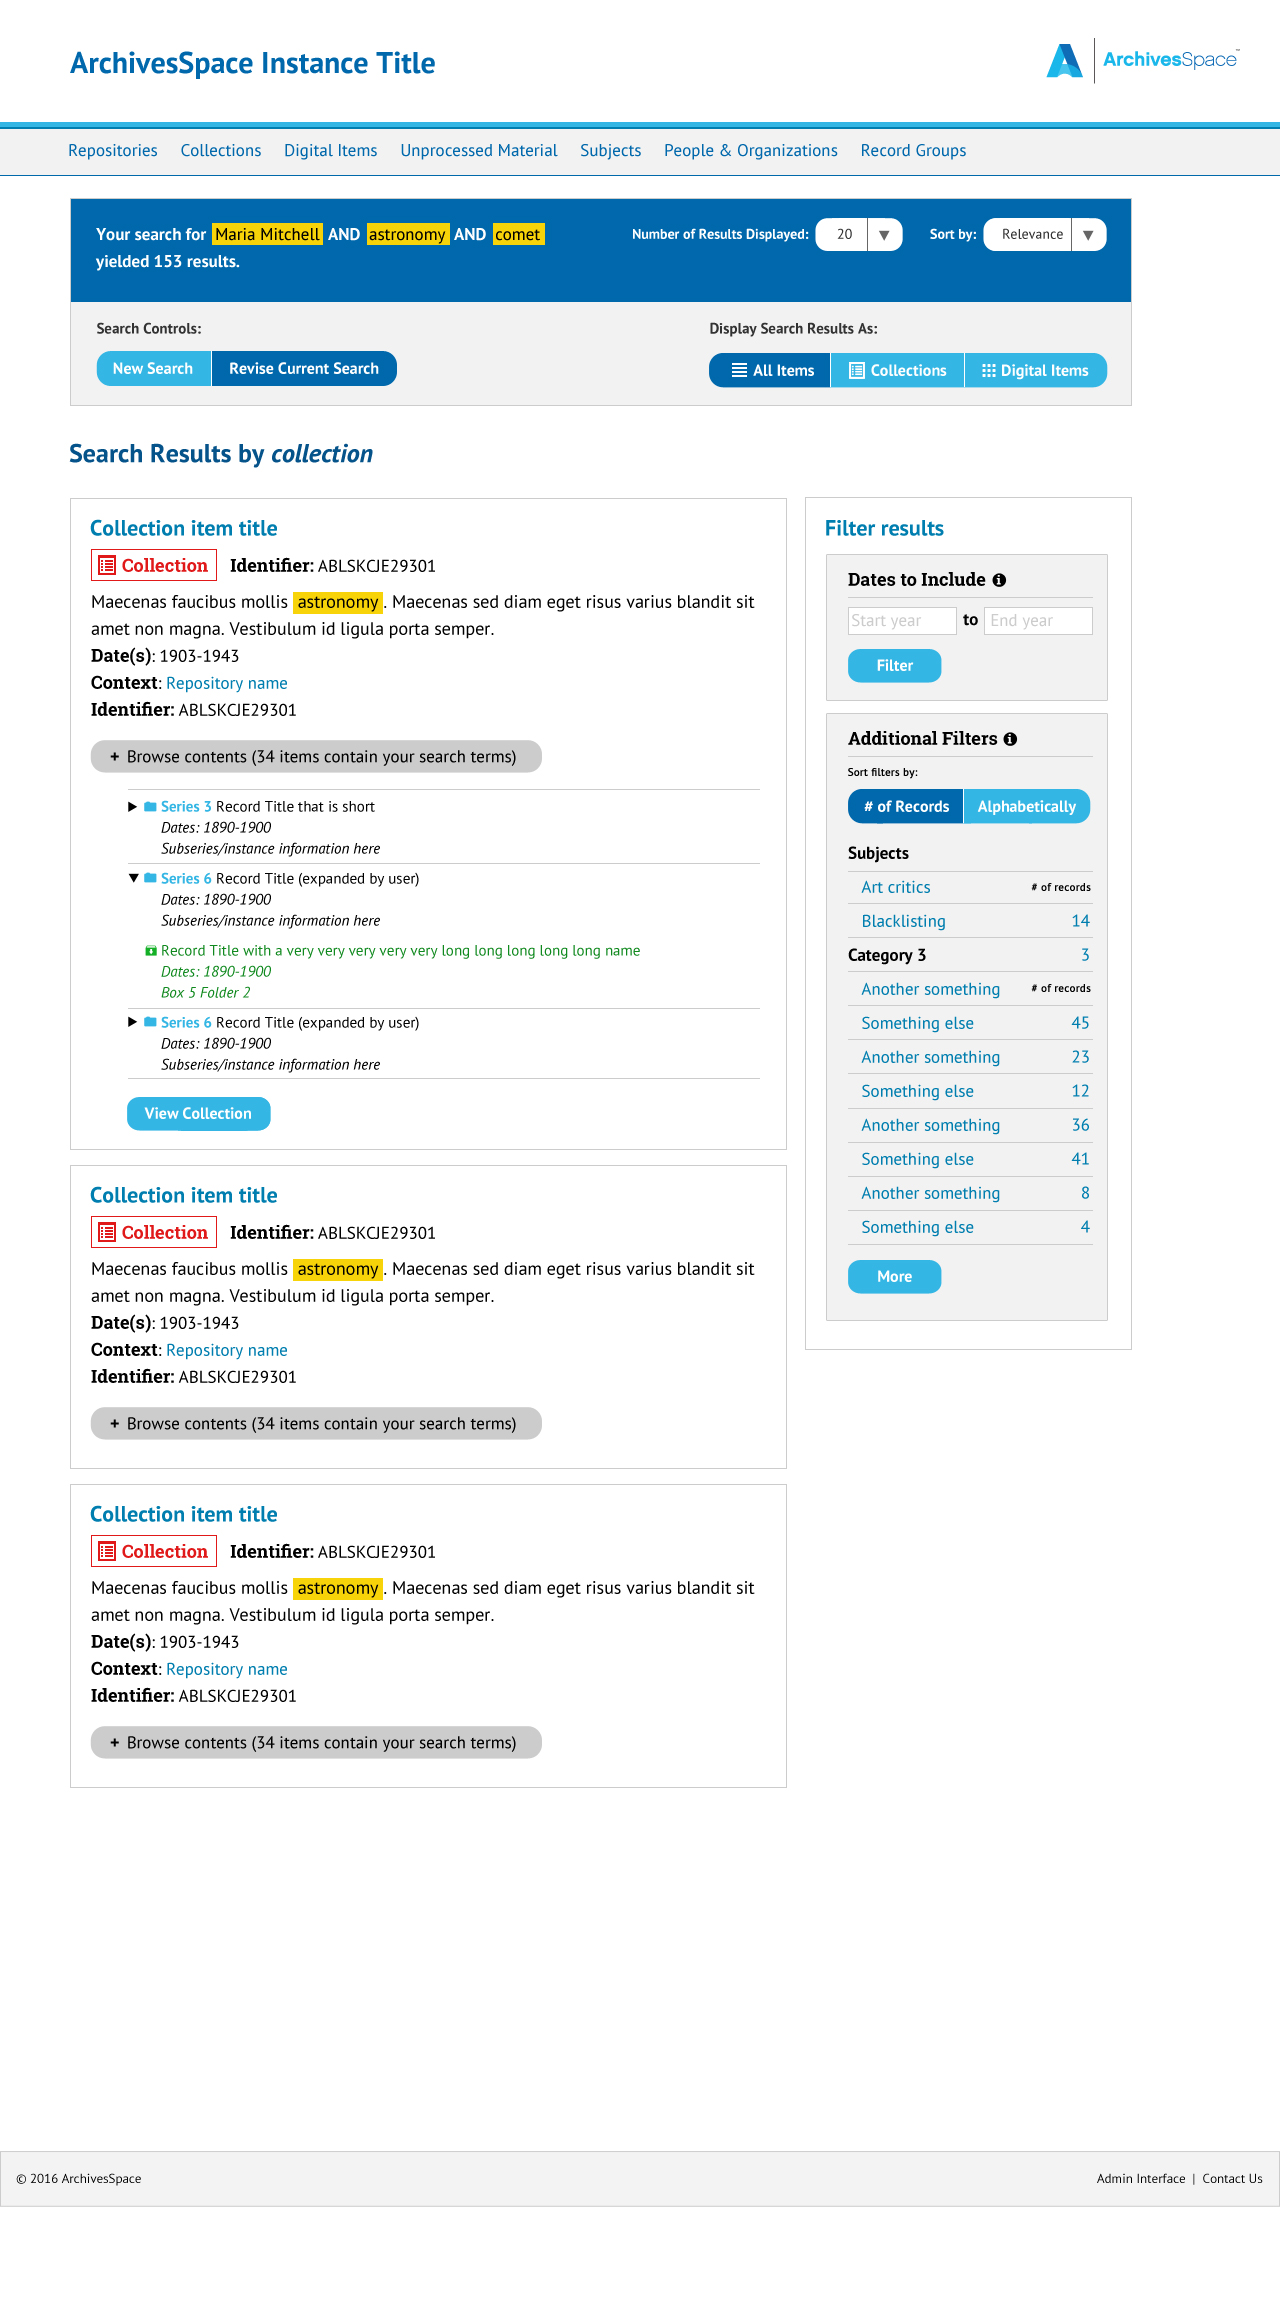 ArchivesSpace Instance Title
ArchivesSpace™
Repositories Collections Digital Items Unprocessed Material Subjects People & Organizations Record Groups
Your search for Maria Mitchell AND astronomy AND comet
yielded 153 results.
Number of Results Displayed: 20 ▼ Sort by: Relevance ▼
Search Controls:
New Search Revise Current Search
Display Search Results As:
All Items Collections Digital Items
Search Results by collection
Collection item title
Collection Identifier: ABLSKCJE29301
Maecenas faucibus mollis astronomy. Maecenas sed diam eget risus varius blandit sit
amet non magna. Vestibulum id ligula porta semper.
Date(s): 1903-1943
Context: Repository name
Identifier: ABLSKCJE29301
+ Browse contents (34 items contain your search terms)
Series 3 Record Title that is short
Dates: 1890-1900
Subseries/instance information here
Series 6 Record Title (expanded by user)
Dates: 1890-1900
Subseries/instance information here
Record Title with a very very very very very long long long long long name
Dates: 1890-1900
Box 5 Folder 2
Series 6 Record Title (expanded by user)
Dates: 1890-1900
Subseries/instance information here
View Collection
Collection item title
Collection Identifier: ABLSKCJE29301
Maecenas faucibus mollis astronomy. Maecenas sed diam eget risus varius blandit sit
amet non magna. Vestibulum id ligula porta semper.
Date(s): 1903-1943
Context: Repository name
Identifier: ABLSKCJE29301
+ Browse contents (34 items contain your search terms)
Collection item title
Collection Identifier: ABLSKCJE29301
Maecenas faucibus mollis astronomy. Maecenas sed diam eget risus varius blandit sit
amet non magna. Vestibulum id ligula porta semper.
Date(s): 1903-1943
Context: Repository name
Identifier: ABLSKCJE29301
+ Browse contents (34 items contain your search terms)
Filter results
Dates to Include
Start year to End year
Filter
Additional Filters
Sort filters by:
# of Records Alphabetically
Subjects
Art critics # of records
Blacklisting 14
Category 3 3
Another something # of records
Something else 45
Another something 23
Something else 12
Another something 36
Something else 41
Another something 8
Something else 4
More
© 2016 ArchivesSpace
Admin Interface | Contact Us